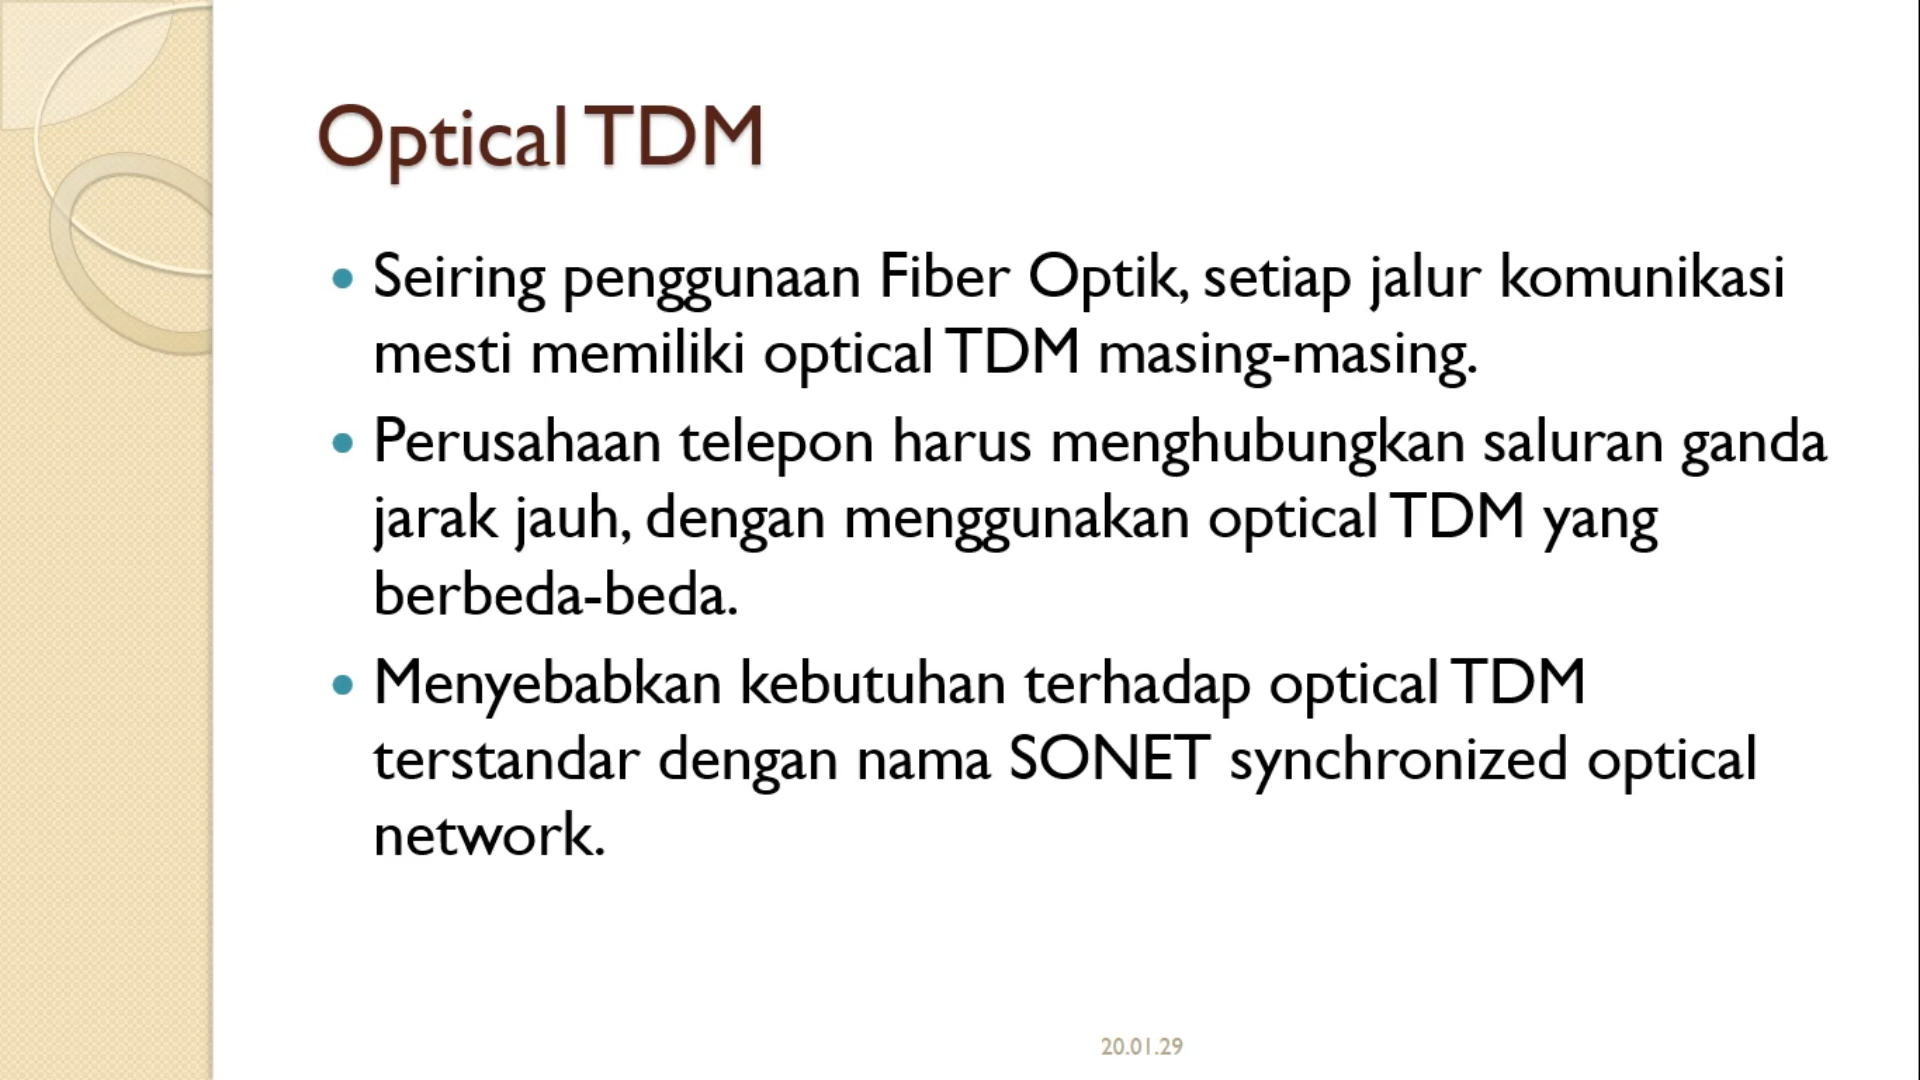 Optical TDM
• Seiring penggunaan Fiber Optik, setiap jalur komunikasi
mesti memiliki optical TDM masing-masing.
• Perusahaan telepon harus menghubungkan saluran ganda
jarak jauh, dengan menggunakan optical TDM yang
berbeda-beda.
• Menyebabkan kebutuhan terhadap optical TDM
terstandar dengan nama SONET synchronized optical
network.
20.01.29